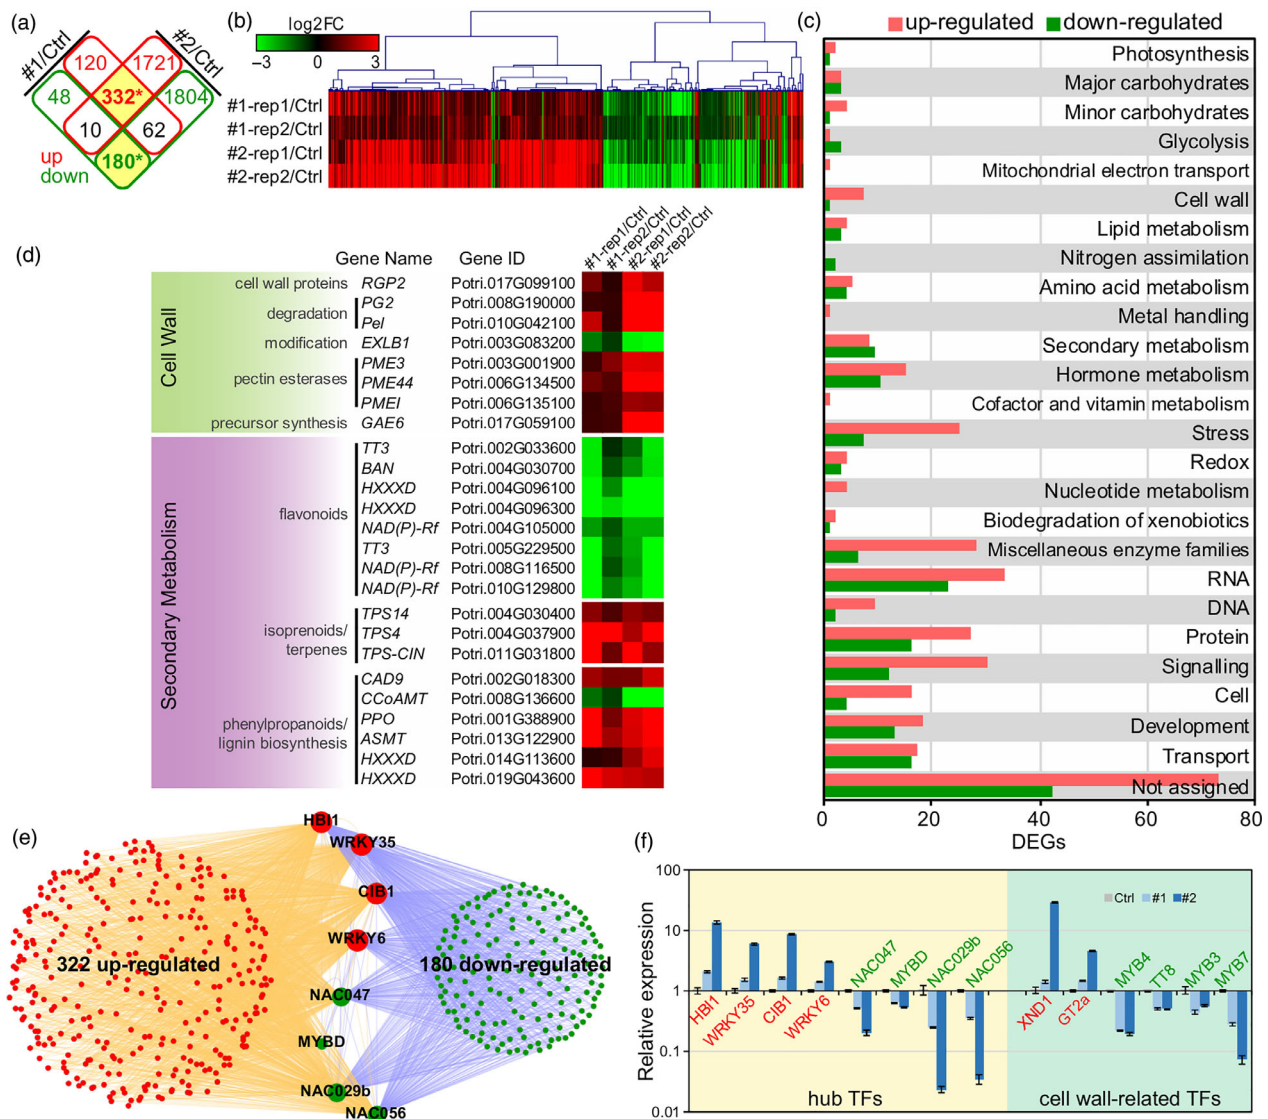 (a)
#1/Ctrl
#2/Ctrl
120
1721
48
332*
1804
10
62
180*
up
down
(b)
log2FC
−3 0 3
#1-rep1/Ctrl
#1-rep2/Ctrl
#2-rep1/Ctrl
#2-rep2/Ctrl
(c)
up-regulated down-regulated
Photosynthesis
Major carbohydrates
Minor carbohydrates
Glycolysis
Mitochondrial electron transport
Cell wall
Lipid metabolism
Nitrogen assimilation
Amino acid metabolism
Metal handling
Secondary metabolism
Hormone metabolism
Cofactor and vitamin metabolism
Stress
Redox
Nucleotide metabolism
Biodegradation of xenobiotics
Miscellaneous enzyme families
RNA
DNA
Protein
Signalling
Cell
Development
Transport
Not assigned
0 20 40 60 80
DEGs
(d)
Gene Name Gene ID
#1-rep1/Ctrl
#1-rep2/Ctrl
#2-rep1/Ctrl
#2-rep2/Ctrl
Cell Wall
cell wall proteins RGP2 Potri.017G099100
degradation
PG2 Potri.008G190000
Pel Potri.010G042100
modification EXLB1 Potri.003G083200
pectin esterases
PME3 Potri.003G001900
PME44 Potri.006G134500
PMEI Potri.006G135100
precursor synthesis GAE6 Potri.017G059100
Secondary Metabolism
flavonoids
TT3 Potri.002G033600
BAN Potri.004G030700
HXXXD Potri.004G096100
HXXXD Potri.004G096300
NAD(P)-Rf Potri.004G105000
TT3 Potri.005G229500
NAD(P)-Rf Potri.008G116500
NAD(P)-Rf Potri.010G129800
isoprenoids/
terpenes
TPS14 Potri.004G030400
TPS4 Potri.004G037900
TPS-CIN Potri.011G031800
phenylpropanoids/
lignin biosynthesis
CAD9 Potri.002G018300
CCoAMT Potri.008G136600
PPO Potri.001G388900
ASMT Potri.013G122900
HXXXD Potri.014G113600
HXXXD Potri.019G043600
(e)
HBI1
WRKY35
CIB1
WRKY6
322 up-regulated
180 down-regulated
NAC047
MYBD
NAC029b
NAC056
(f)
Relative expression
100
10
1
0.1
0.01
Ctrl #1 #2
HBI1
WRKY35
CIB1
WRKY6
NAC047
MYBD
NAC029b
NAC056
XND1
GT2a
MYB4
TT8
MYB3
MYB7
hub TFs
cell wall-related TFs